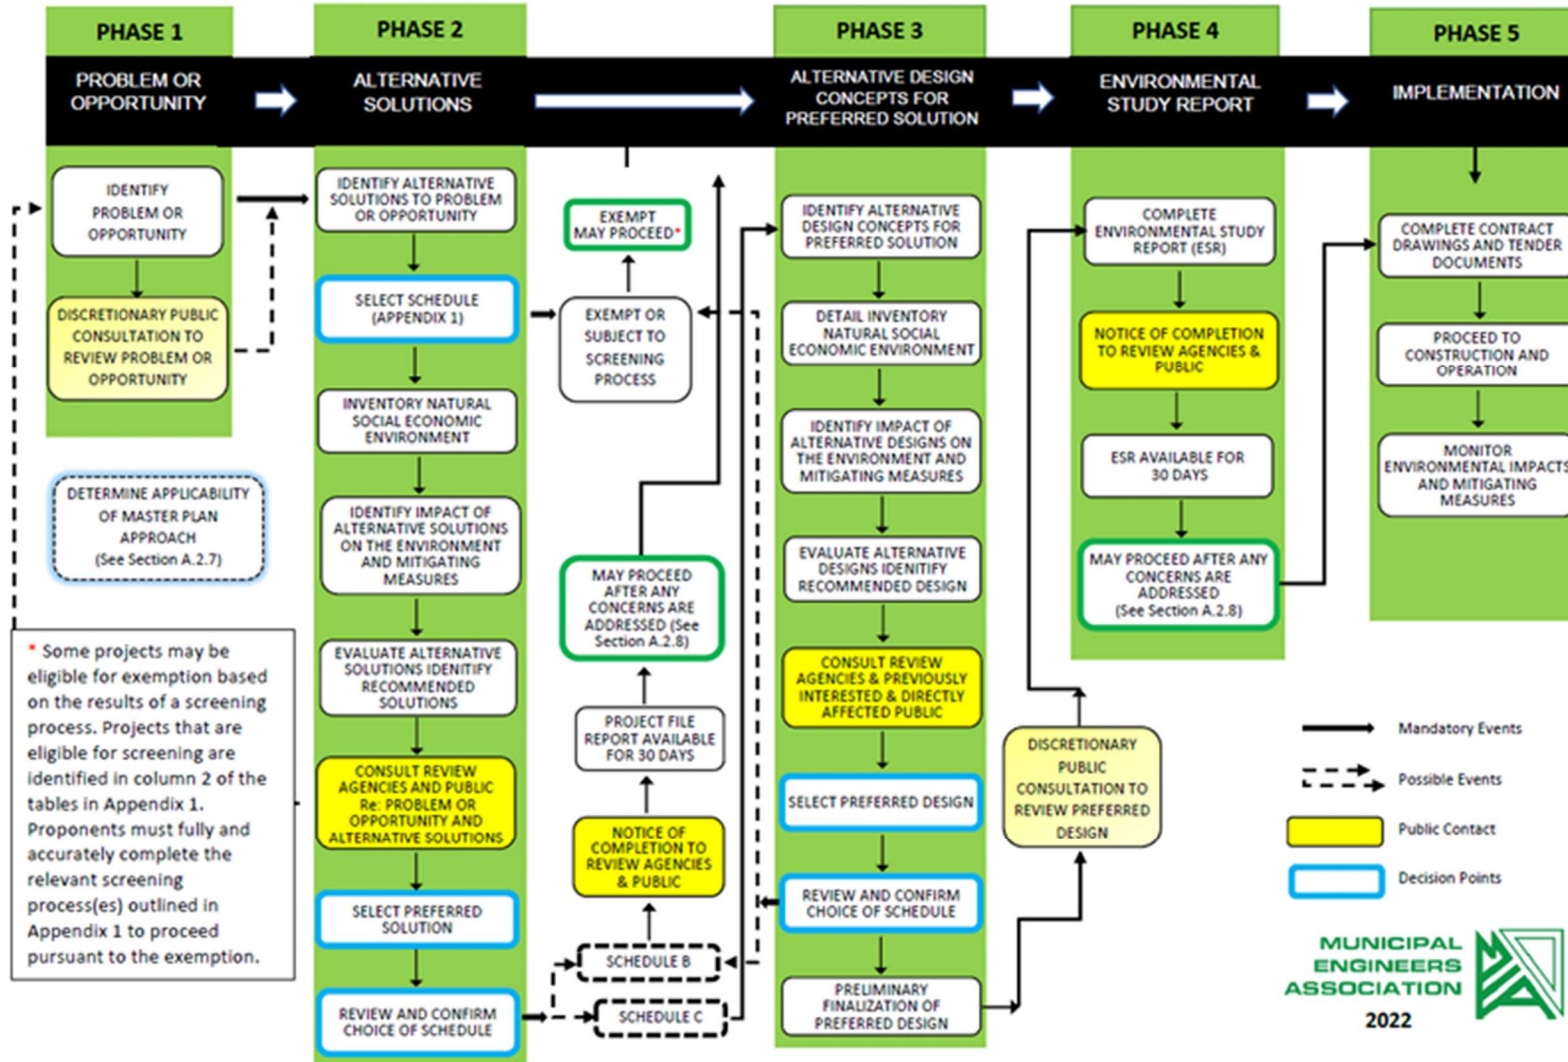 PHASE 1
PROBLEM OR
OPPORTUNITY
IDENTIFY
PROBLEM OR
OPPORTUNITY
DISCRETIONARY PUBLIC
CONSULTATION TO
REVIEW PROBLEM OR
OPPORTUNITY
DETERMINE APPLICABILITY
OF MASTER PLAN
APPROACH
(See Section A.2.7)
* Some projects may be
eligible for exemption based
on the results of a screening
process. Projects that are
eligible for screening are
identified in column 2 of the
tables in Appendix 1.
Proponents must fully and
accurately complete the
relevant screening
process(es) outlined in
Appendix 1 to proceed
pursuant to the exemption.
PHASE 2
ALTERNATIVE
SOLUTIONS
IDENTIFY ALTERNATIVE
SOLUTIONS TO PROBLEM
OR OPPORTUNITY
SELECT SCHEDULE
(APPENDIX 1)
INVENTORY NATURAL
SOCIAL ECONOMIC
ENVIRONMENT
IDENTIFY IMPACT OF
ALTERNATIVE SOLUTIONS
ON THE ENVIRONMENT
AND MITIGATING
MEASURES
EVALUATE ALTERNATIVE
SOLUTIONS IDENTIFY
RECOMMENDED
SOLUTIONS
CONSULT REVIEW
AGENCIES AND PUBLIC
Re: PROBLEM OR
OPPORTUNITY AND
ALTERNATIVE SOLUTIONS
SELECT PREFERRED
SOLUTION
REVIEW AND CONFIRM
CHOICE OF SCHEDULE
EXEMPT
MAY PROCEED*
EXEMPT OR
SUBJECT TO
SCREENING
PROCESS
MAY PROCEED
AFTER ANY
CONCERNS ARE
ADDRESSED (See
Section A.2.8)
PROJECT FILE
REPORT AVAILABLE
FOR 30 DAYS
NOTICE OF
COMPLETION TO
REVIEW AGENCIES
& PUBLIC
SCHEDULE B
SCHEDULE C
PHASE 3
ALTERNATIVE DESIGN
CONCEPTS FOR
PREFERRED SOLUTION
IDENTIFY ALTERNATIVE
DESIGN CONCEPTS FOR
PREFERRED SOLUTION
DETAIL INVENTORY
NATURAL SOCIAL
ECONOMIC ENVIRONMENT
IDENTIFY IMPACT OF
ALTERNATIVE DESIGNS ON
THE ENVIRONMENT AND
MITIGATING MEASURES
EVALUATE ALTERNATIVE
DESIGNS IDENTIFY
RECOMMENDED DESIGN
CONSULT REVIEW
AGENCIES & PREVIOUSLY
INTERESTED & DIRECTLY
AFFECTED PUBLIC
SELECT PREFERRED DESIGN
REVIEW AND CONFIRM
CHOICE OF SCHEDULE
PRELIMINARY
FINALIZATION OF
PREFERRED DESIGN
DISCRETIONARY
PUBLIC
CONSULTATION TO
REVIEW PREFERRED
DESIGN
PHASE 4
ENVIRONMENTAL
STUDY REPORT
COMPLETE
ENVIRONMENTAL STUDY
REPORT (ESR)
NOTICE OF COMPLETION
TO REVIEW AGENCIES &
PUBLIC
ESR AVAILABLE FOR
30 DAYS
MAY PROCEED AFTER ANY
CONCERNS ARE
ADDRESSED
(See Section A.2.8)
PHASE 5
IMPLEMENTATION
COMPLETE CONTRACT
DRAWINGS AND TENDER
DOCUMENTS
PROCEED TO
CONSTRUCTION AND
OPERATION
MONITOR
ENVIRONMENTAL IMPACTS
AND MITIGATING
MEASURES
Mandatory Events
Possible Events
Public Contact
Decision Points
MUNICIPAL
ENGINEERS
ASSOCIATION
2022